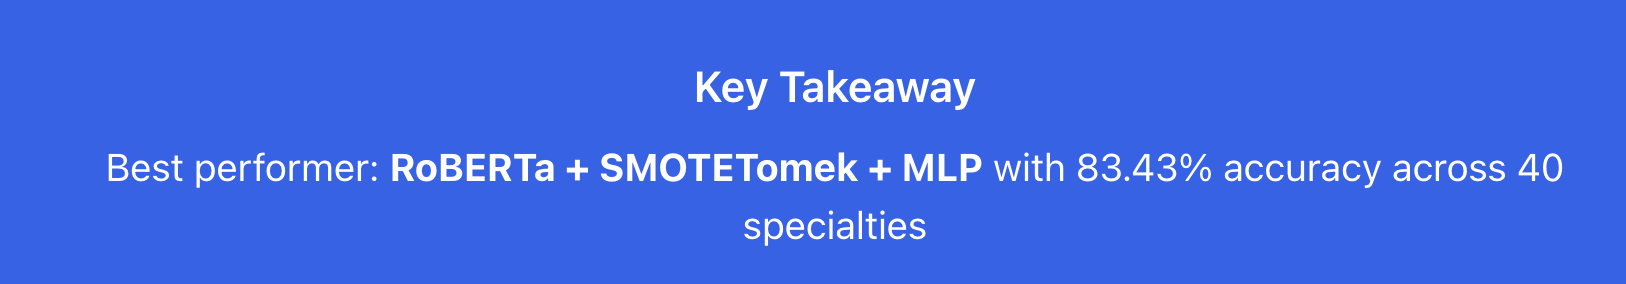 Key Takeaway
Best performer: RoBERTa + SMOTETomek + MLP with 83.43% accuracy across 40
specialties